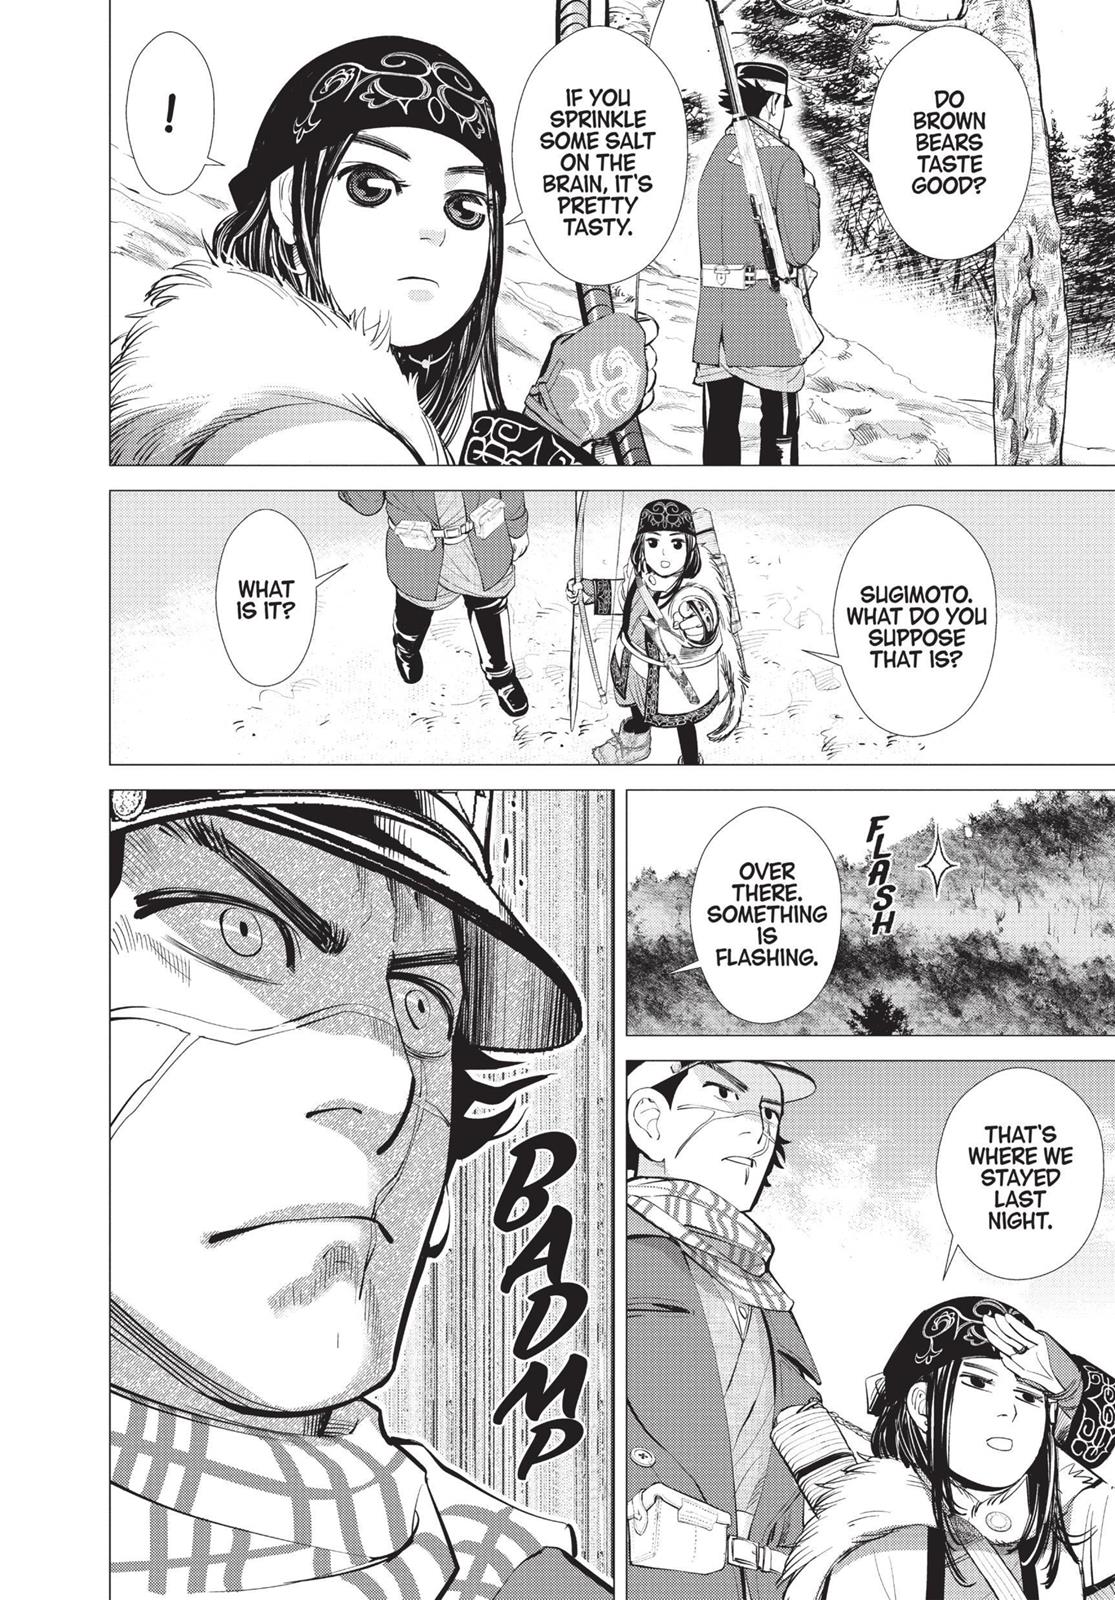 DO
BROWN
BEARS
TASTE
GOOD?
IF YOU
SPRINKLE
SOME SALT
ON THE
BRAIN, IT'S
PRETTY
TASTY.
!
SUGIMOTO.
WHAT DO YOU
SUPPOSE
THAT IS?
WHAT
IS IT?
FLASH
OVER
THERE.
SOMETHING
IS
FLASHING.
THAT'S
WHERE WE
STAYED
LAST
NIGHT.
BADMP